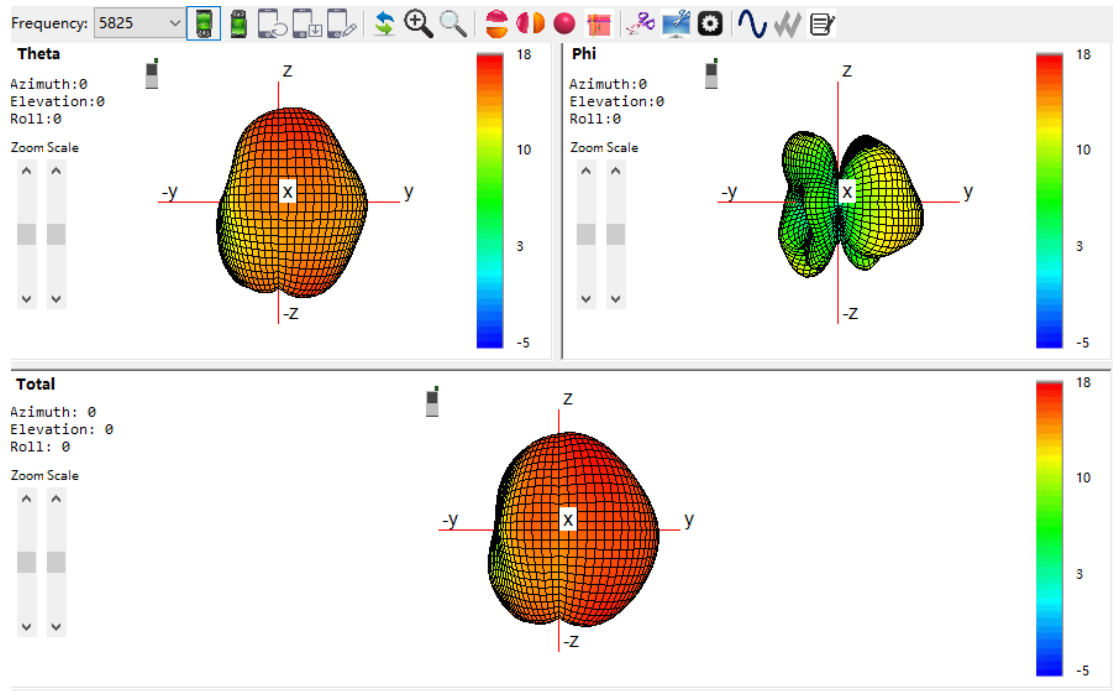 Frequency: 5825
Theta
Azimuth:0
Elevation:0
Roll:0
Zoom Scale
z
-y
x
y
-z
18
10
3
-5
Phi
Azimuth:0
Elevation:0
Roll:0
Zoom Scale
z
-y
x
y
-z
18
10
3
-5
Total
Azimuth: 0
Elevation: 0
Roll: 0
Zoom Scale
z
-y
x
y
-z
18
10
3
-5